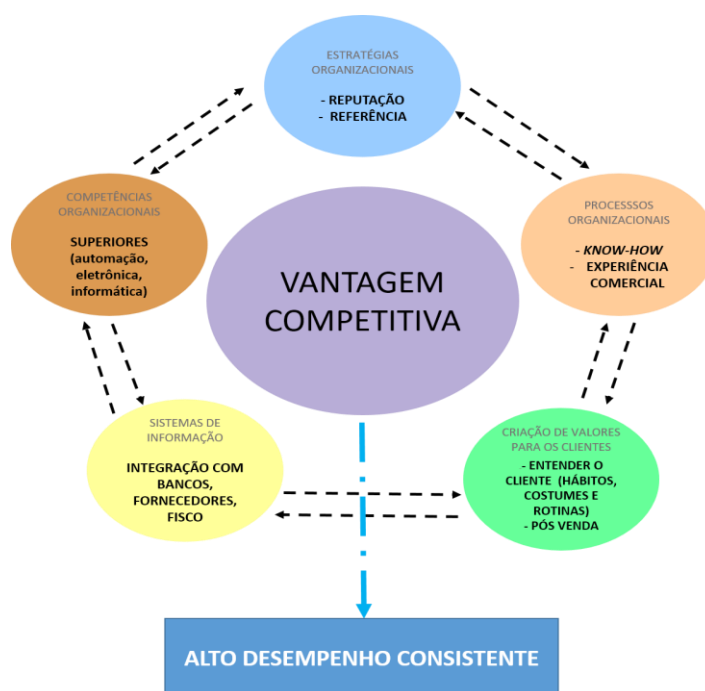 ESTRATÉGIAS
ORGANIZACIONAIS
- REPUTAÇÃO
- REFERÊNCIA
COMPETÊNCIAS
ORGANIZACIONAIS
SUPERIORES
(automação,
eletrônica,
informática)
PROCESSSOS
ORGANIZACIONAIS
- KNOW-HOW
- EXPERIÊNCIA
COMERCIAL
VANTAGEM
COMPETITIVA
SISTEMAS DE
INFORMAÇÃO
INTEGRAÇÃO COM
BANCOS,
FORNECEDORES,
FISCO
CRIAÇÃO DE VALORES
PARA OS CLIENTES
- ENTENDER O
CLIENTE (HÁBITOS,
COSTUMES E
ROTINAS)
- PÓS VENDA
ALTO DESEMPENHO CONSISTENTE